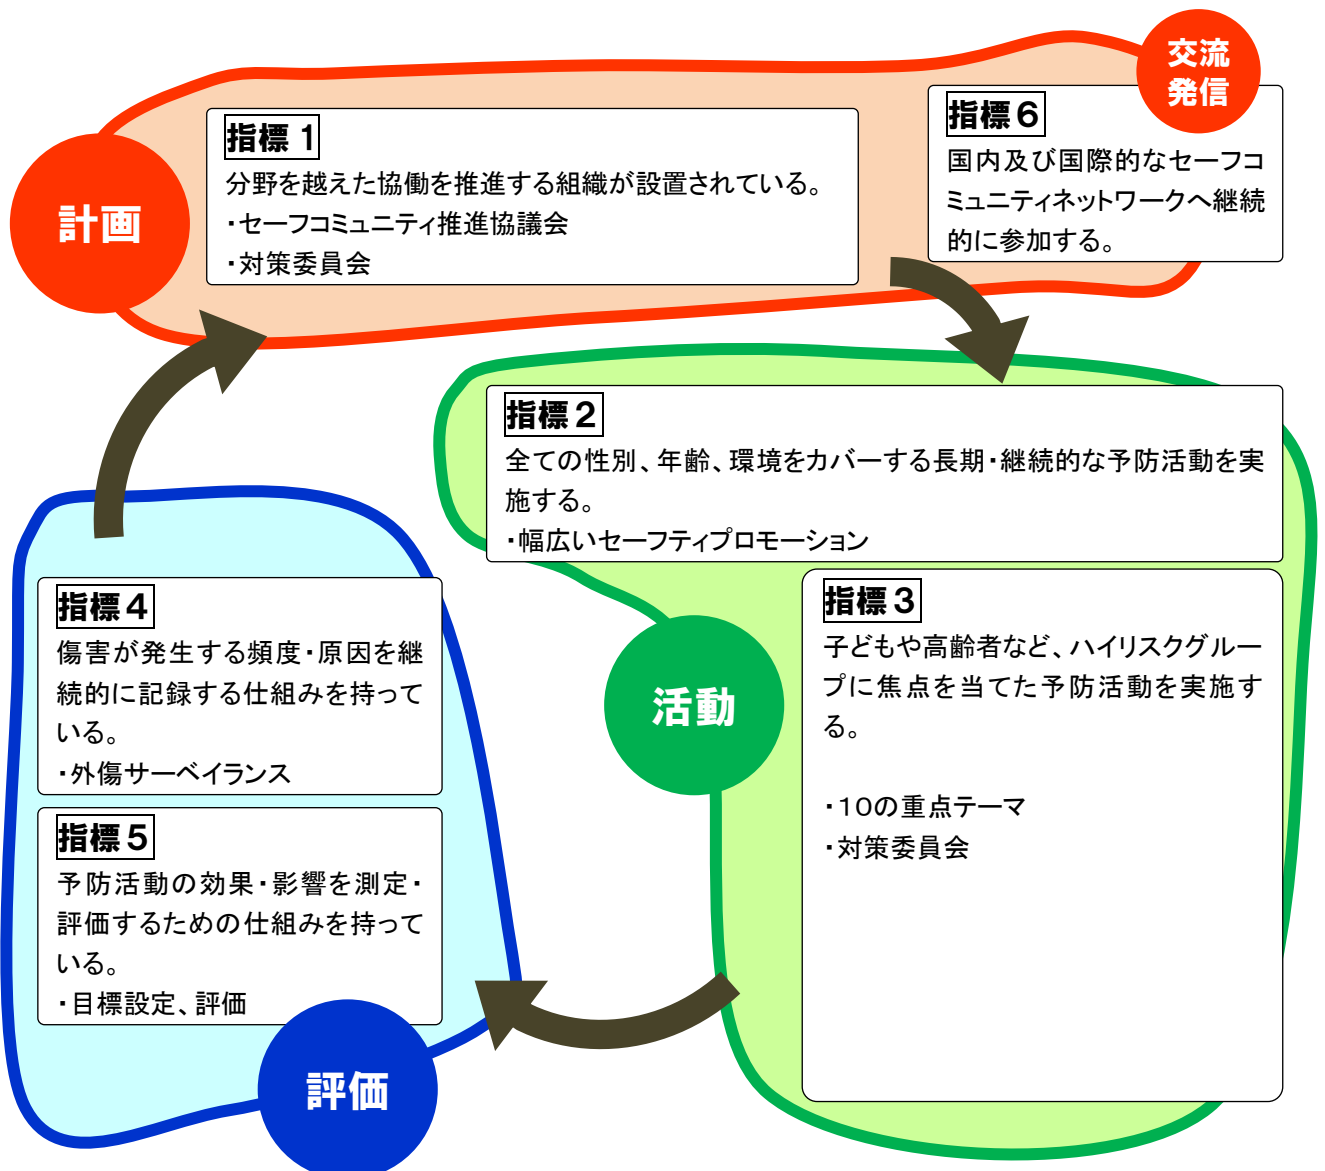 計画
指標１
分野を越えた協働を推進する組織が設置されている。
・セーフコミュニティ推進協議会
・対策委員会
交流
発信
指標６
国内及び国際的なセーフコ
ミュニティネットワークへ継続
的に参加する。
指標２
全ての性別、年齢、環境をカバーする長期・継続的な予防活動を実
施する。
・幅広いセーフティプロモーション
活動
指標３
子どもや高齢者など、ハイリスクグルー
プに焦点を当てた予防活動を実施す
る。
・１０の重点テーマ
・対策委員会
指標４
傷害が発生する頻度・原因を継
続的に記録する仕組みを持って
いる。
・外傷サーベイランス
指標５
予防活動の効果・影響を測定・
評価するための仕組みを持って
いる。
・目標設定、評価
評価